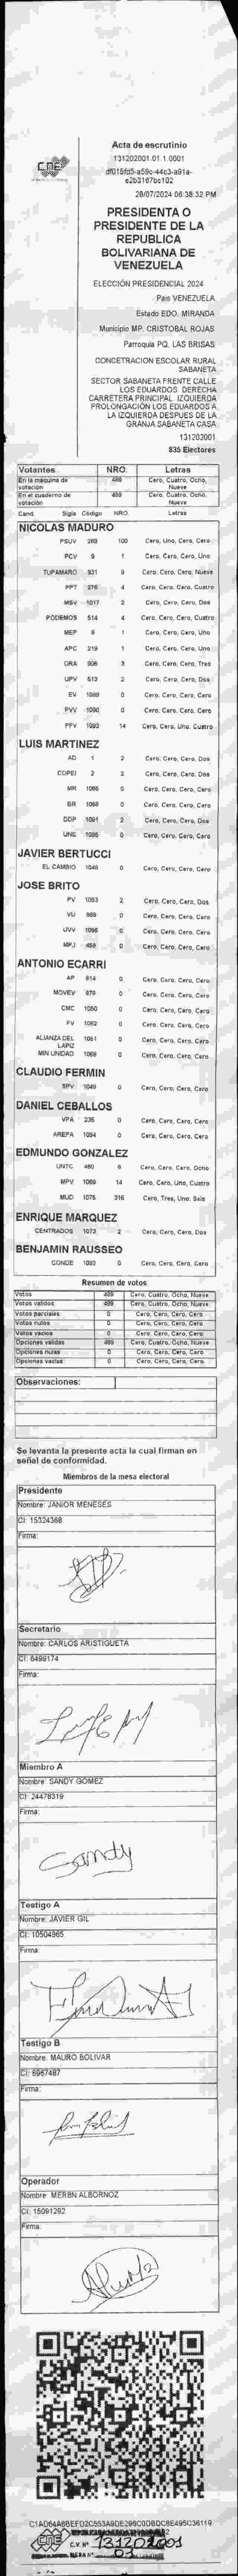 CNE
Acta de escrutinio
131202001.01.1.0001
df015fd5-a59c-44c3-a91a-
e2b3167bc102
28/07/2024 06:38:32 PM
PRESIDENTA O
PRESIDENTE DE LA
REPUBLICA
BOLIVARIANA DE
VENEZUELA
ELECCIÓN PRESIDENCIAL 2024
Pais VENEZUELA
Estado EDO. MIRANDA
Municipio MP. CRISTOBAL ROJAS
Parroquia PQ. LAS BRISAS
CONCETRACION ESCOLAR RURAL
SABANETA
SECTOR SABANETA FRENTE CALLE
LOS EDUARDOS. DERECHA
CARRETERA PRINCIPAL. IZQUIERDA
PROLONGACIÓN LOS EDUARDOS A
LA IZQUIERDA DESPUES DE LA
GRANJA SABANETA CASA
131202001
835 Electores
Votantes NRO. Letras
En la máquina de votación 489 Cero, Cuatro, Ocho, Nueve
En el cuaderno de votación 489 Cero, Cuatro, Ocho, Nueve
Cand. Sigla Código NRO. Letras
NICOLAS MADURO
PSUV 269 100 Cero, Uno, Cero, Cero
PCV 9 1 Cero, Cero, Cero, Uno
TUPAMARO 931 9 Cero, Cero, Cero, Nueve
PPT 276 4 Cero, Cero, Cero, Cuatro
MSV 1017 2 Cero, Cero, Cero, Dos
PODEMOS 514 4 Cero, Cero, Cero, Cuatro
MEP 6 1 Cero, Cero, Cero, Uno
APC 219 1 Cero, Cero, Cero, Uno
ORA 906 3 Cero, Cero, Cero, Tres
UPV 613 2 Cero, Cero, Cero, Dos
EV 1089 0 Cero, Cero, Cero, Cero
PVV 1090 0 Cero, Cero, Cero, Cero
PFV 1093 14 Cero, Cero, Uno, Cuatro
LUIS MARTINEZ
AD 1 2 Cero, Cero, Cero, Dos
COPEI 2 2 Cero, Cero, Cero, Dos
MR 1065 0 Cero, Cero, Cero, Cero
BR 1066 0 Cero, Cero, Cero, Cero
DDP 1091 2 Cero, Cero, Cero, Dos
UNE 1095 0 Cero, Cero, Cero, Cero
JAVIER BERTUCCI
EL CAMBIO 1045 0 Cero, Cero, Cero, Cero
JOSE BRITO
PV 1053 2 Cero, Cero, Cero, Dos
VU 969 0 Cero, Cero, Cero, Cero
UVV 1096 0 Cero, Cero, Cero, Cero
MPJ 459 0 Cero, Cero, Cero, Cero
ANTONIO ECARRI
AP 614 0 Cero, Cero, Cero, Cero
MOVEV 679 0 Cero, Cero, Cero, Cero
CMC 1050 0 Cero, Cero, Cero, Cero
FV 1062 0 Cero, Cero, Cero, Cero
ALIANZA DEL LAPIZ 1061 0 Cero, Cero, Cero, Cero
MIN UNIDAD 1068 0 Cero, Cero, Cero, Cero
CLAUDIO FERMIN
SPV 1049 0 Cero, Cero, Cero, Cero
DANIEL CEBALLOS
VPA 235 0 Cero, Cero, Cero, Cero
AREPA 1094 0 Cero, Cero, Cero, Cero
EDMUNDO GONZALEZ
UNTC 460 8 Cero, Cero, Cero, Ocho
MPV 1069 14 Cero, Cero, Uno, Cuatro
MUD 1075 316 Cero, Tres, Uno, Seis
ENRIQUE MARQUEZ
CENTRADOS 1073 2 Cero, Cero, Cero, Dos
BENJAMIN RAUSSEO
CONDE 1092 0 Cero, Cero, Cero, Cero
Resumen de votos
Votos 489 Cero, Cuatro, Ocho, Nueve
Votos validos 489 Cero, Cuatro, Ocho, Nueve
Votos parciales 0 Cero, Cero, Cero, Cero
Votos nulos 0 Cero, Cero, Cero, Cero
Votos vacios 0 Cero, Cero, Cero, Cero
Opciones validas 489 Cero, Cuatro, Ocho, Nueve
Opciones nulas 0 Cero, Cero, Cero, Cero
Opciones vacias 0 Cero, Cero, Cero, Cero
Observaciones:
Se levanta la presente acta la cual firman en
señal de conformidad.
Miembros de la mesa electoral
Presidente
Nombre: JANIOR MENESES
CI: 15324368
Firma:
Secretario
Nombre: CARLOS ARISTIGUETA
CI: 6499174
Firma:
Miembro A
Nombre: SANDY GOMEZ
CI: 24478319
Firma:
Sandy
Testigo A
Nombre: JAVIER GIL
CI: 10504965
Firma:
Testigo B
Nombre: MAURO BOLIVAR
CI: 6987487
Firma:
Operador
Nombre: MERBN ALBORNOZ
CI: 15091292
Firma:
CNE
C.V. Nº 131202001
MESA Nº 01